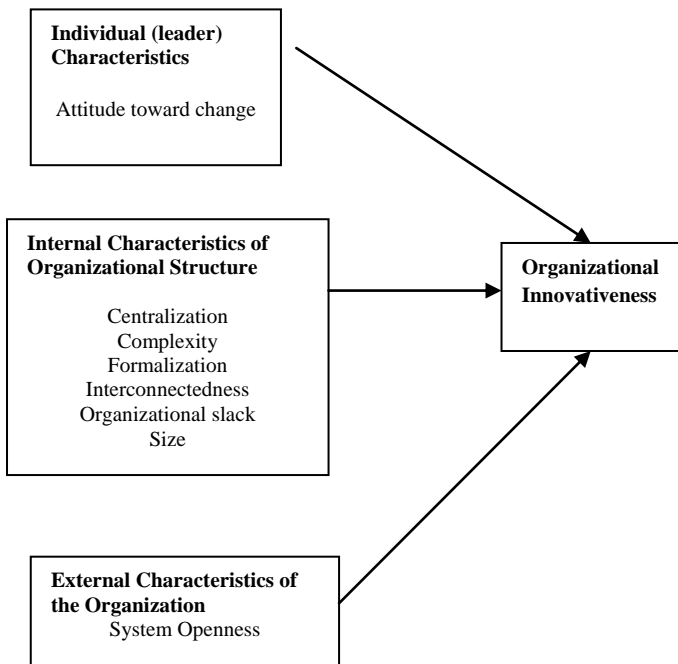 Individual (leader)
Characteristics
Attitude toward change
Internal Characteristics of
Organizational Structure
Centralization
Complexity
Formalization
Interconnectedness
Organizational slack
Size
Organizational
Innovativeness
External Characteristics of
the Organization
System Openness